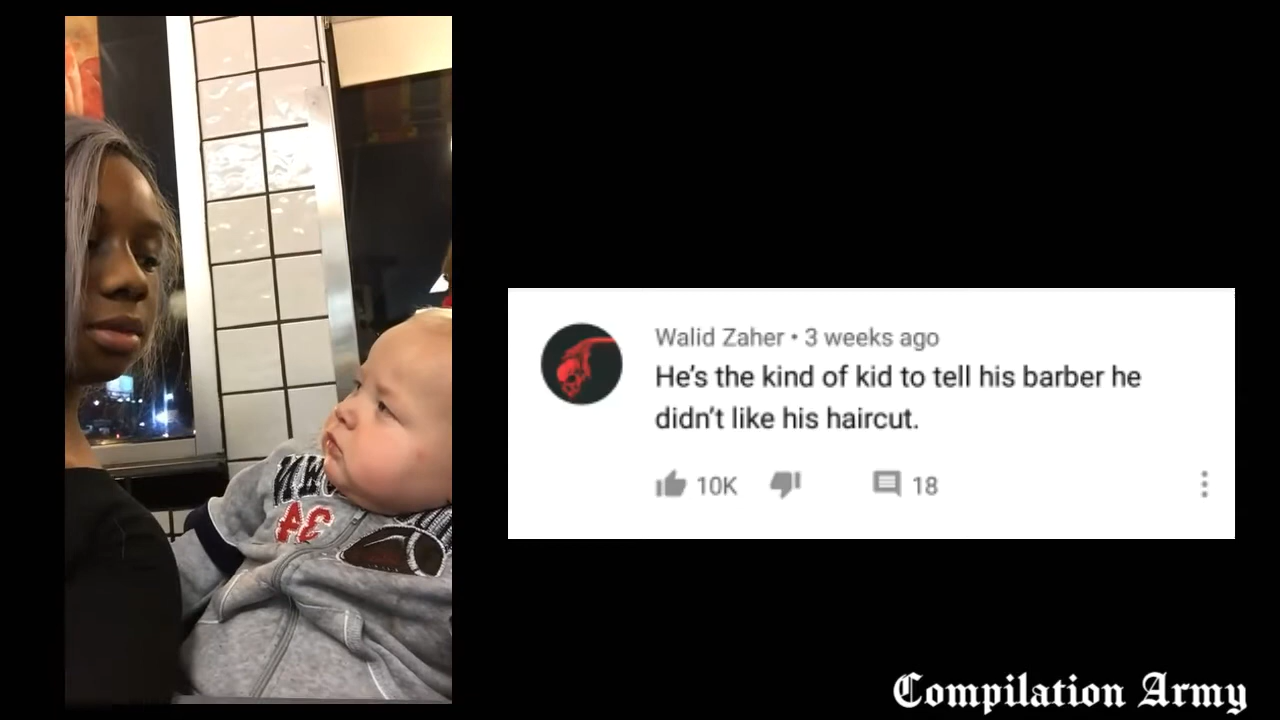 Walid Zaher • 3 weeks ago
He's the kind of kid to tell his barber he
didn't like his haircut.
10K 18
Compilation Army